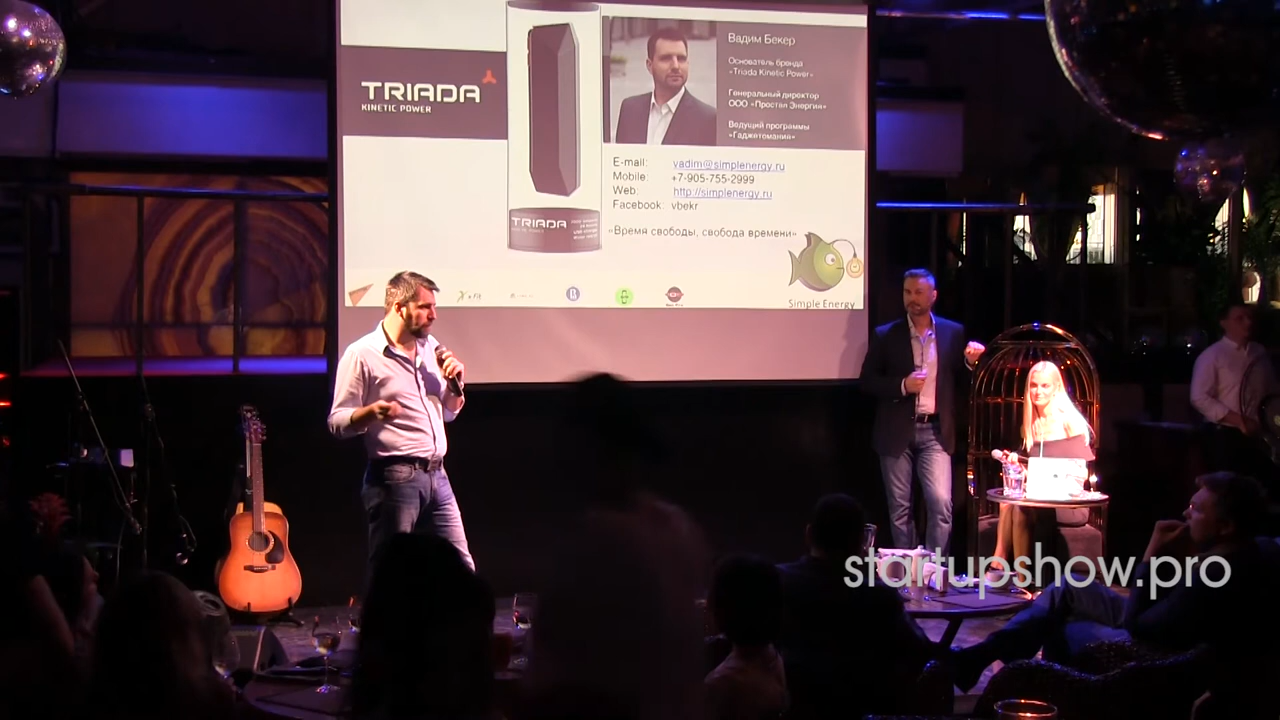 TRIADA
KINETIC POWER
TRIADA
Вадим Бекер
Основатель бренда
«Triada Kinetic Power»
Генеральный директор
ООО «Простая Энергия»
Ведущий программы
«Гаджетомания»
E-mail: vadim@simplenergy.ru
Mobile: +7-905-755-2999
Web: http://simplenergy.ru
Facebook: vbekr
«Время свободы, свобода времени»
Simple Energy
startupshow.pro